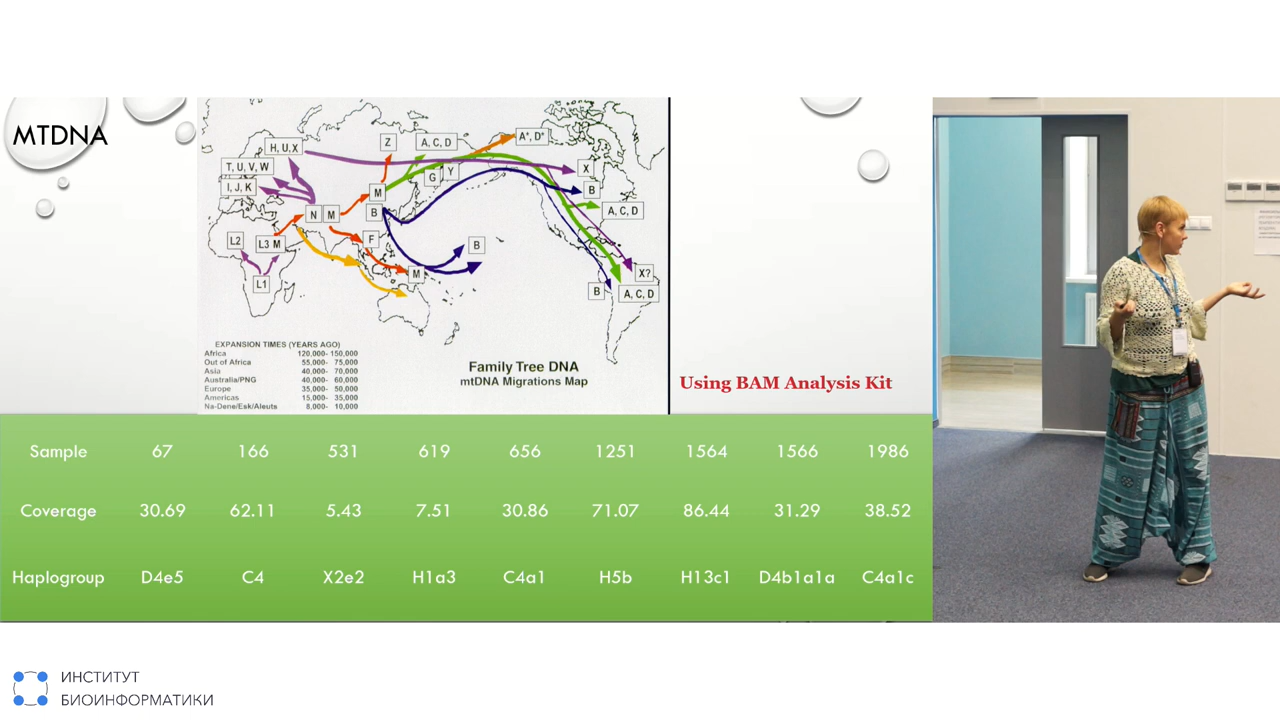 MTDNA
H, U, X
Z
A, C, D
A*, D*
T, U, V, W
I, J, K
G
Y
X
M
B
N
M
B
A, C, D
L2
L3 M
F
B
M
L1
X?
B
A, C, D
EXPANSION TIMES (YEARS AGO)
Africa 120,000- 150,000
Out of Africa 55,000- 75,000
Asia 40,000- 70,000
Australia/PNG 40,000- 60,000
Europe 35,000- 50,000
Americas 15,000- 35,000
Na-Dene/Esk/Aleuts 8,000- 10,000
Family Tree DNA
mtDNA Migrations Map
Using BAM Analysis Kit
Sample 67 166 531 619 656 1251 1564 1566 1986
Coverage 30.69 62.11 5.43 7.51 30.86 71.07 86.44 31.29 38.52
Haplogroup D4e5 C4 X2e2 H1a3 C4a1 H5b H13c1 D4b1a1a C4a1c
ИНСТИТУТ
БИОИНФОРМАТИКИ